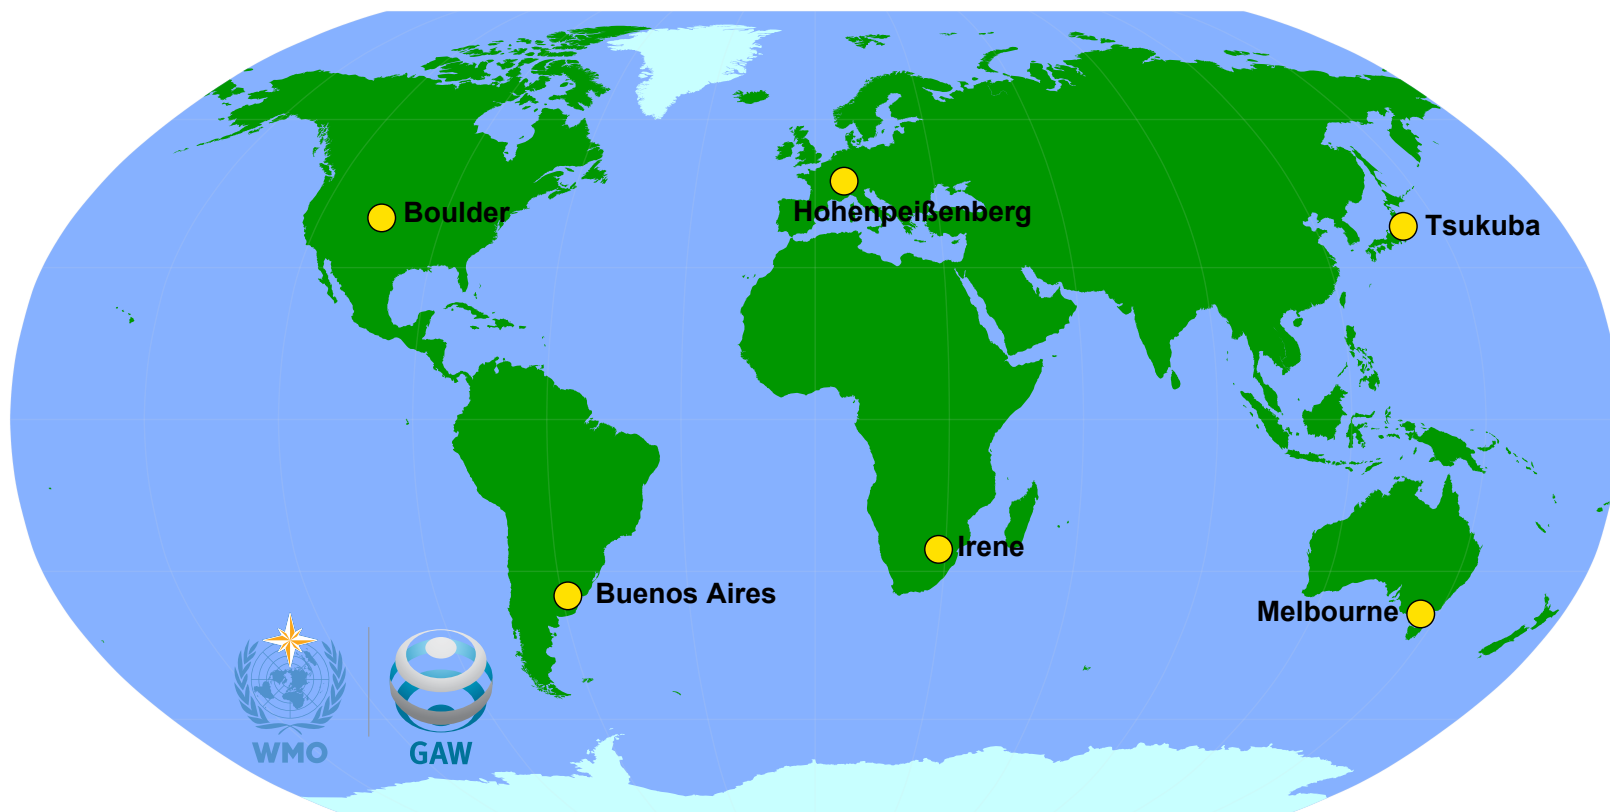 Boulder
Hohenpeißenberg
Tsukuba
Irene
Buenos Aires
Melbourne
WMO
GAW